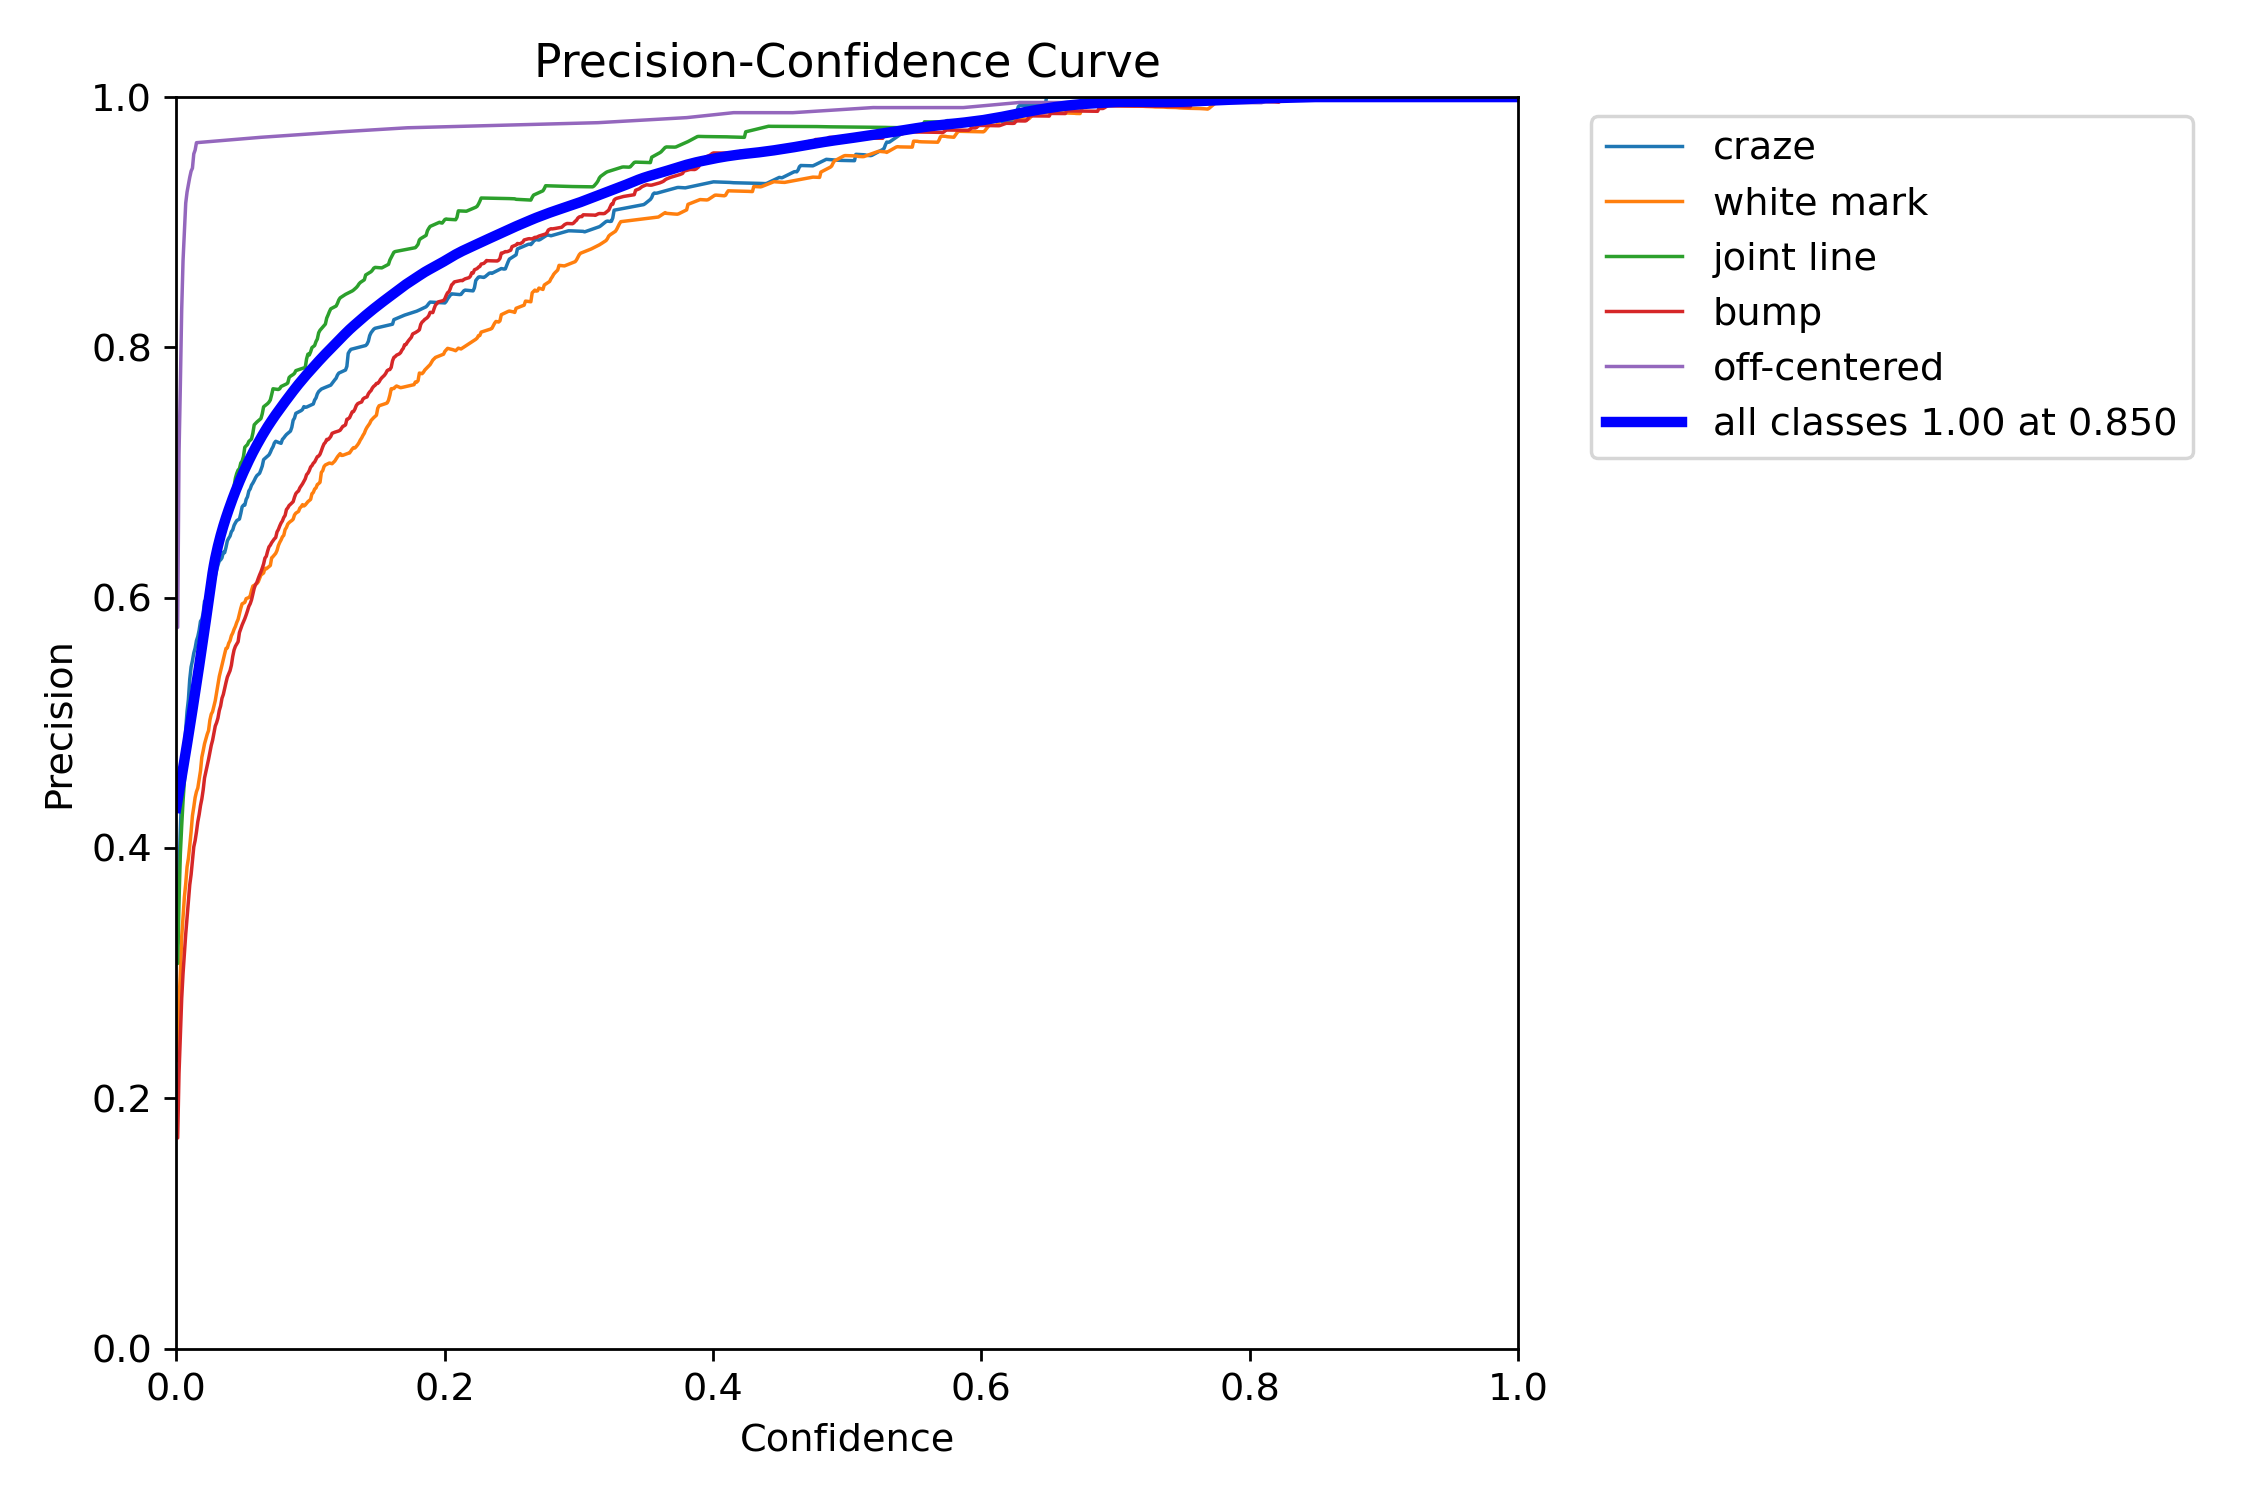 Precision-Confidence Curve
1.0
0.8
0.6
0.4
0.2
0.0
Precision
0.0 0.2 0.4 0.6 0.8 1.0
Confidence
craze
white mark
joint line
bump
off-centered
all classes 1.00 at 0.850